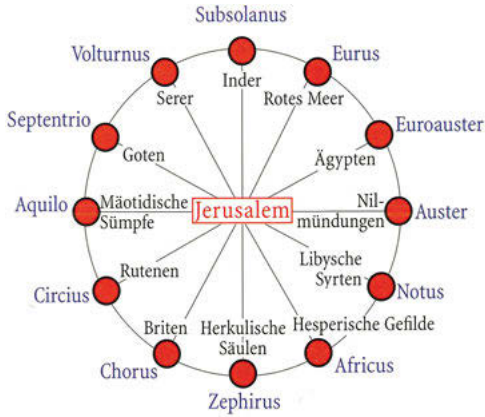 Subsolanus
Volturnus
Eurus
Inder
Serer
Rotes Meer
Septentrio
Euroauster
Goten
Ägypten
Aquilo
Mäotidische
Sümpfe
Jerusalem
Nil-
mündungen
Auster
Libysche
Syrten
Rutenen
Circius
Notus
Briten
Herkulische
Säulen
Hesperische Gefilde
Chorus
Africus
Zephirus